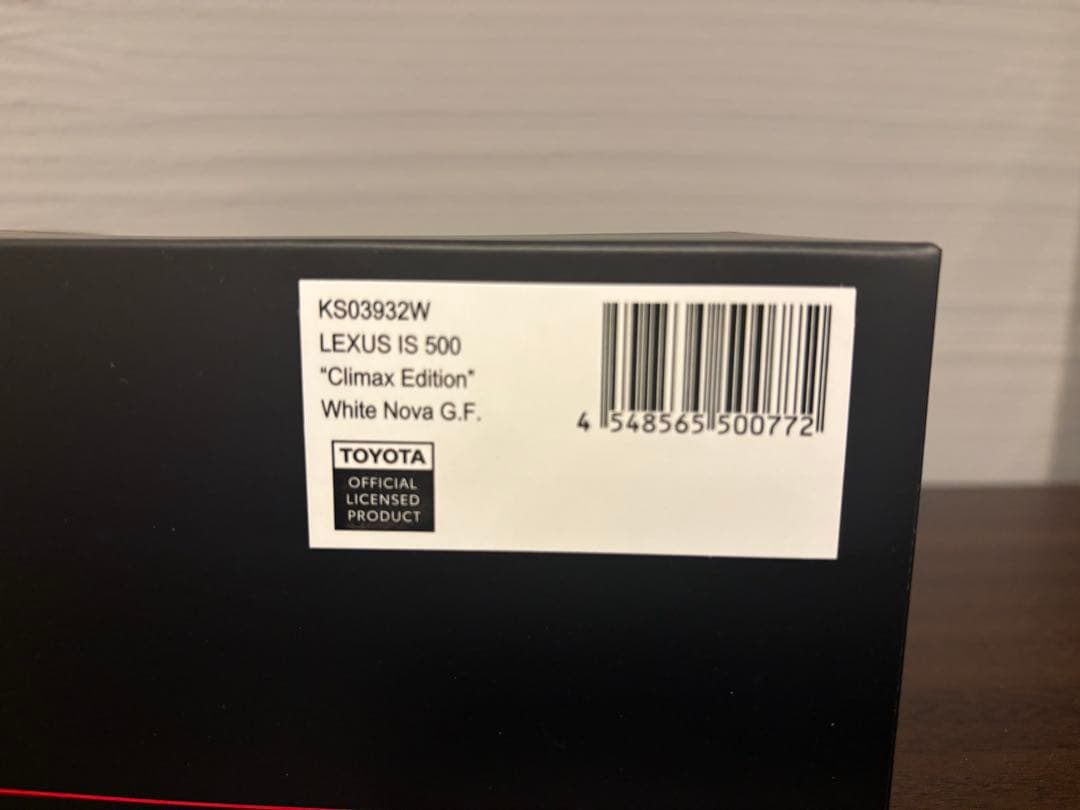 KS03932W
LEXUS IS 500
"Climax Edition"
White Nova G.F.
4 548565 500772
TOYOTA
OFFICIAL
LICENSED
PRODUCT